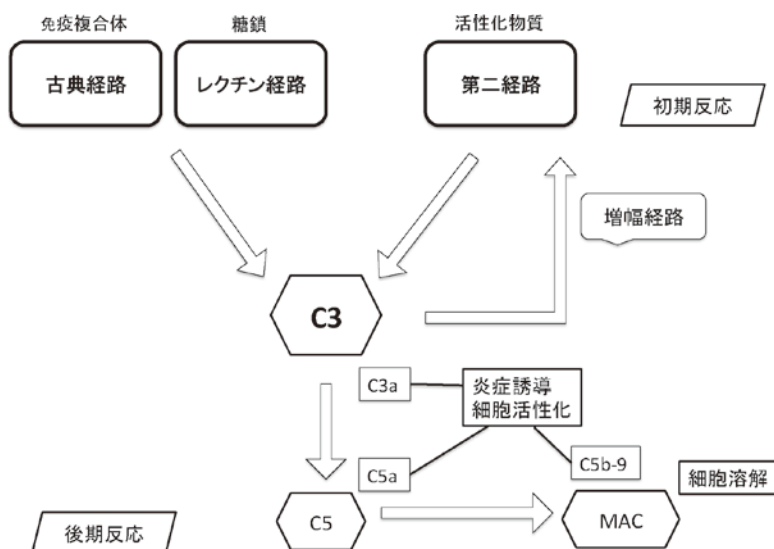 免疫複合体
糖鎖
活性化物質
古典経路
レクチン経路
第二経路
初期反応
増幅経路
C3
C3a
炎症誘導
細胞活性化
C5a
C5b-9
細胞溶解
C5
MAC
後期反応